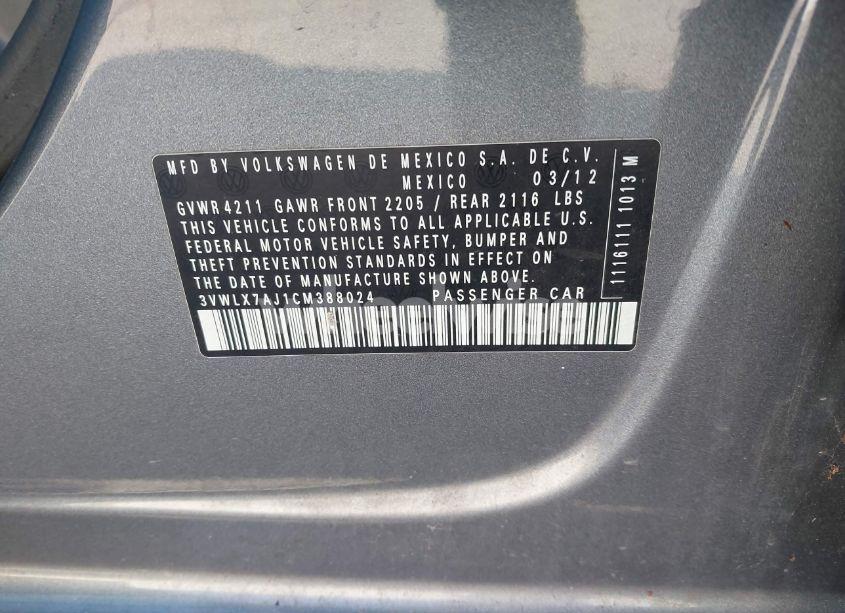 MFD BY VOLKSWAGEN DE MEXICO S.A. DE C.V.
MEXICO 03/12
GVWR 4211 GAWR FRONT 2205 / REAR 2116 LBS
THIS VEHICLE CONFORMS TO ALL APPLICABLE U.S.
FEDERAL MOTOR VEHICLE SAFETY, BUMPER AND
THEFT PREVENTION STANDARDS IN EFFECT ON
THE DATE OF MANUFACTURE SHOWN ABOVE.
3VWLX7AJ1CM388024 PASSENGER CAR
1116111 1013 M